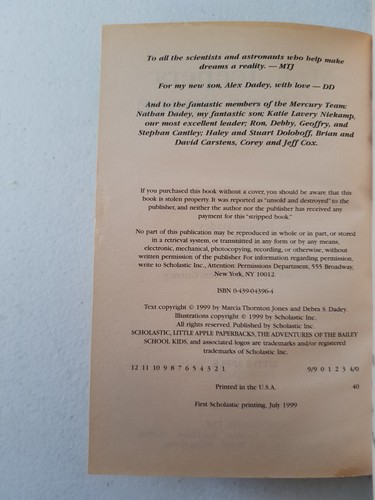 To all the scientists and astronauts who help make
dreams a reality. — MTJ
For my new son, Alex Dadey, with love — DD
And to the fantastic members of the Mercury Team:
Nathan Dadey, my fantastic son; Katie Lavery Niekamp,
our most excellent leader; Ron, Debby, Geoffry, and
Stephan Cantley; Haley and Stuart Doloboff, Brian and
David Carstens, Corey and Jeff Cox.
If you purchased this book without a cover, you should be aware that this
book is stolen property. It was reported as "unsold and destroyed" to the
publisher, and neither the author nor the publisher has received any
payment for this "stripped book."
No part of this publication may be reproduced in whole or in part, or stored
in a retrieval system, or transmitted in any form or by any means,
electronic, mechanical, photocopying, recording, or otherwise, without
written permission of the publisher. For information regarding permission,
write to Scholastic Inc., Attention: Permissions Department, 555 Broadway,
New York, NY 10012.
ISBN 0-439-04396-4
Text copyright © 1999 by Marcia Thornton Jones and Debra S. Dadey.
Illustrations copyright © 1999 by Scholastic Inc.
All rights reserved. Published by Scholastic Inc.
SCHOLASTIC, LITTLE APPLE PAPERBACKS, THE ADVENTURES OF THE BAILEY
SCHOOL KIDS, and associated logos are trademarks and/or registered
trademarks of Scholastic Inc.
12 11 10 9 8 7 6 5 4 3 2 1 9/9 0 1 2 3 4/0
Printed in the U.S.A. 40
First Scholastic printing, July 1999